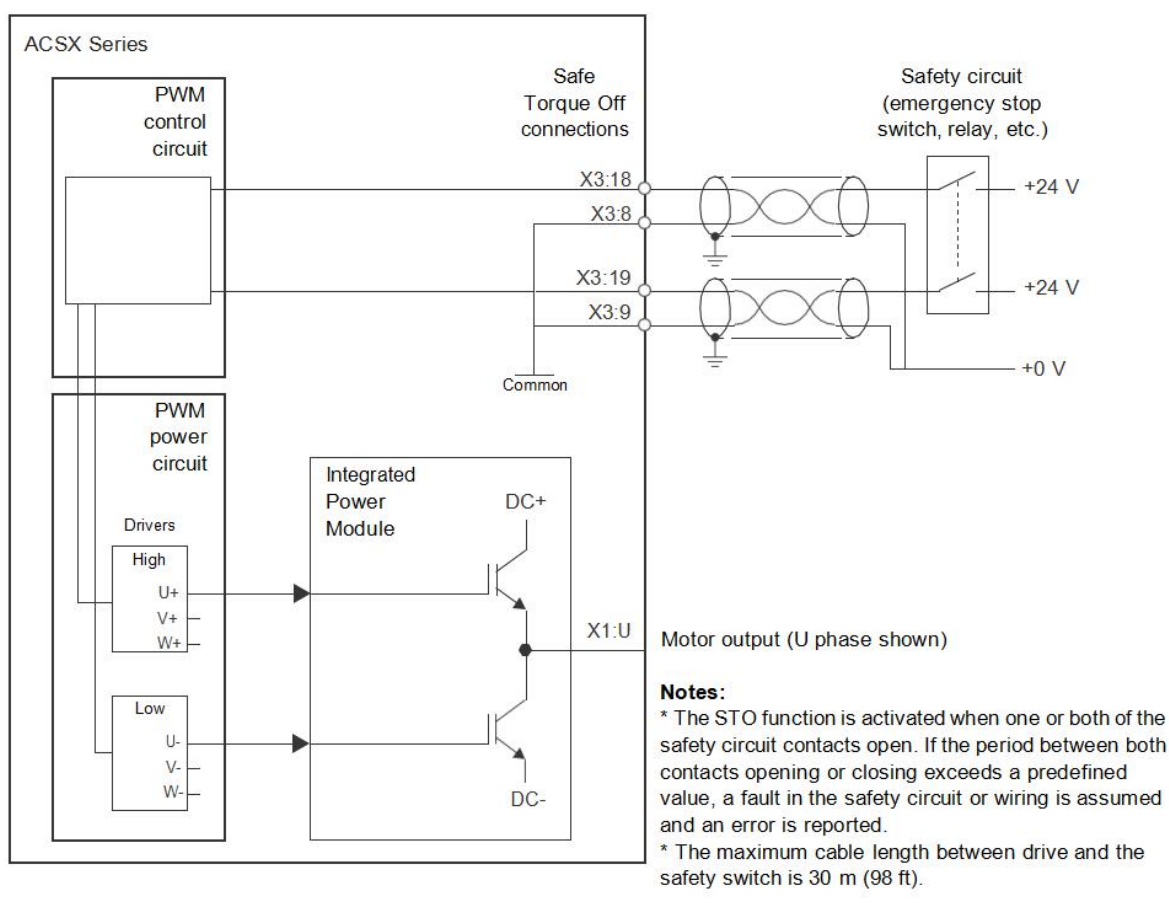 ACSX Series
PWM
control
circuit
Safe
Torque Off
connections
Safety circuit
(emergency stop
switch, relay, etc.)
X3:18
+24 V
X3:8
X3:19
+24 V
X3:9
Common
+0 V
PWM
power
circuit
Integrated
Power
Module
DC+
Drivers
High
U+
V+
W+
X1:U
Motor output (U phase shown)
Low
U-
V-
W-
DC-
Notes:
* The STO function is activated when one or both of the
safety circuit contacts open. If the period between both
contacts opening or closing exceeds a predefined
value, a fault in the safety circuit or wiring is assumed
and an error is reported.
* The maximum cable length between drive and the
safety switch is 30 m (98 ft).